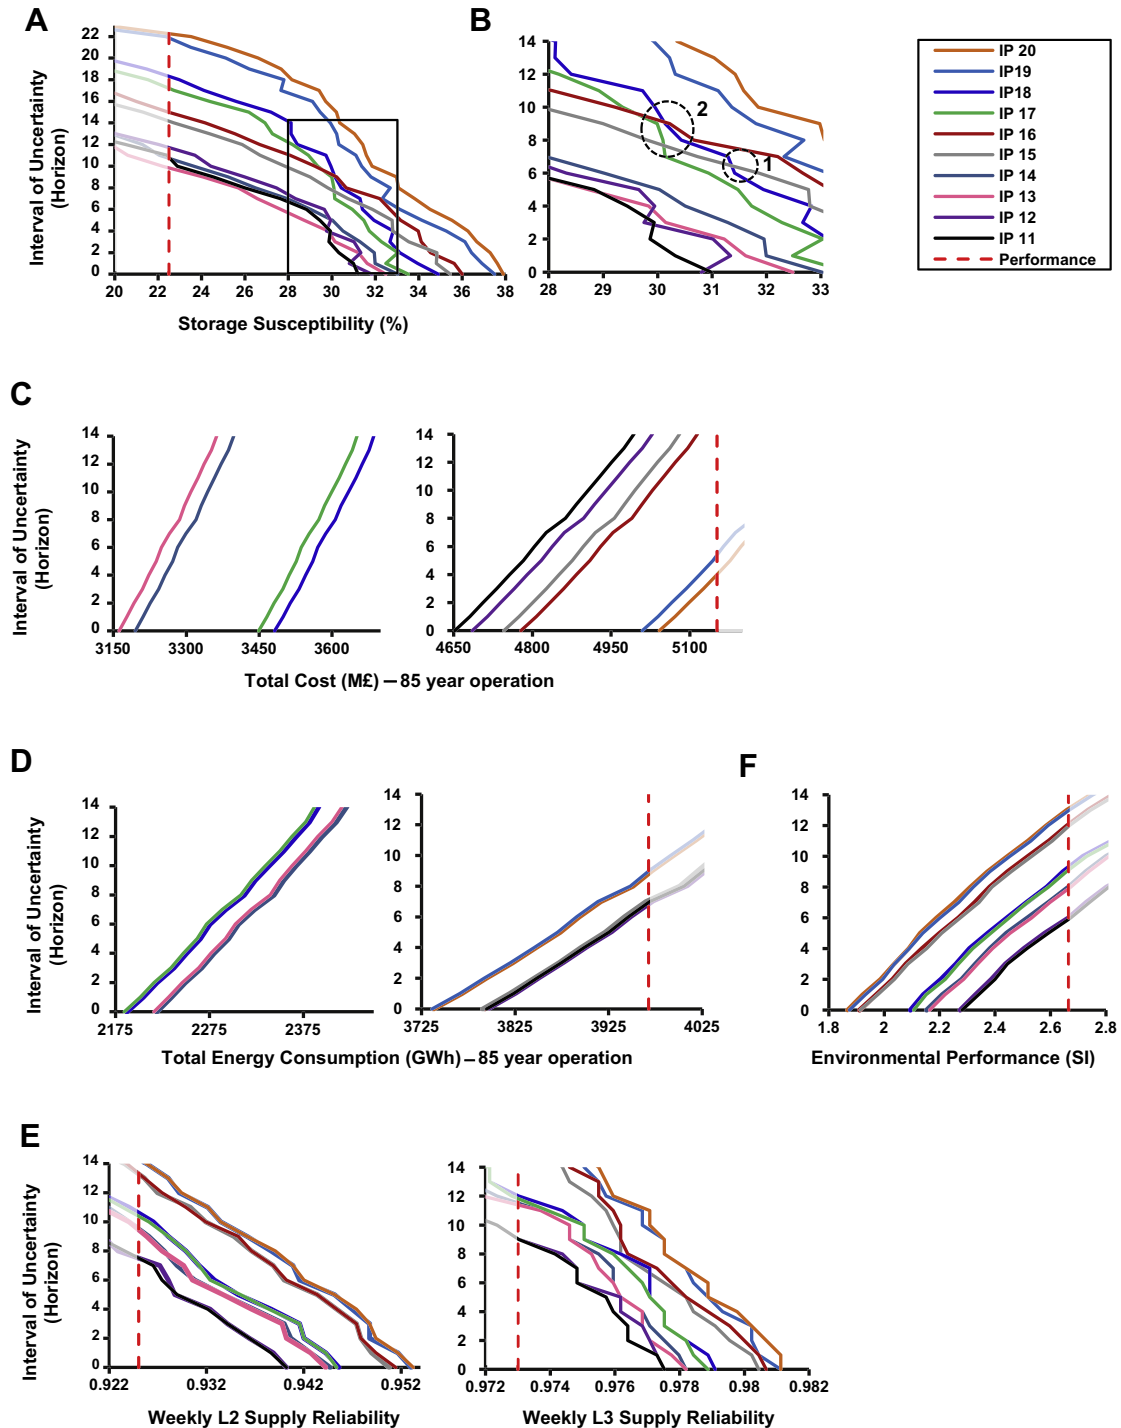 A
B
22
20
18
16
14
12
10
8
6
4
2
0
20 22 24 26 28 30 32 34 36 38
Interval of Uncertainty
(Horizon)
Storage Susceptibility (%)
14
12
10
8
6
4
2
0
28 29 30 31 32 33
2
1
IP 20
IP19
IP18
IP 17
IP 16
IP 15
IP 14
IP 13
IP 12
IP 11
Performance
C
Interval of Uncertainty
(Horizon)
14
12
10
8
6
4
2
0
3150 3300 3450 3600
14
12
10
8
6
4
2
0
4650 4800 4950 5100
Total Cost (M£) – 85 year operation
D
Interval of Uncertainty
(Horizon)
14
12
10
8
6
4
2
0
2175 2275 2375
14
12
10
8
6
4
2
0
3725 3825 3925 4025
Total Energy Consumption (GWh) – 85 year operation
F
14
12
10
8
6
4
2
0
1.8 2 2.2 2.4 2.6 2.8
Environmental Performance (SI)
E
Interval of Uncertainty
(Horizon)
14
12
10
8
6
4
2
0
0.922 0.932 0.942 0.952
Weekly L2 Supply Reliability
14
12
10
8
6
4
2
0
0.972 0.974 0.976 0.978 0.98 0.982
Weekly L3 Supply Reliability